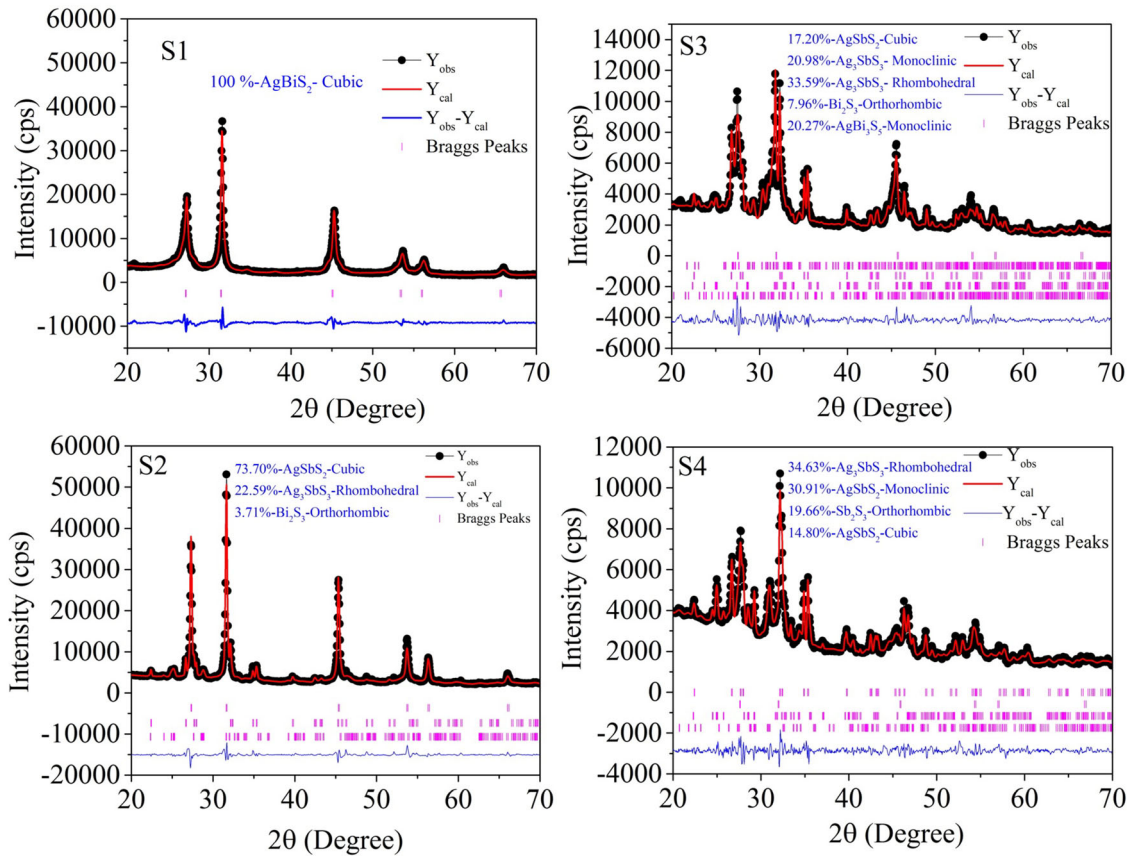 S1
100 %-AgBiS₂- Cubic
Y_obs
Y_cal
Y_obs-Y_cal
Braggs Peaks
60000
50000
40000
30000
20000
10000
0
-10000
Intensity (cps)
20 30 40 50 60 70
2θ (Degree)
S3
17.20%-AgSbS₂-Cubic
20.98%-Ag₃SbS₃- Monoclinic
33.59%-Ag₃SbS₃- Rhombohedral
7.96%-Bi₂S₃-Orthorhombic
20.27%-AgBi₃S₅-Monoclinic
Y_obs
Y_cal
Y_obs-Y_cal
Braggs Peaks
14000
12000
10000
8000
6000
4000
2000
0
-2000
-4000
-6000
Intensity (cps)
20 30 40 50 60 70
2θ (Degree)
S2
73.70%-AgSbS₂-Cubic
22.59%-Ag₃SbS₃-Rhombohedral
3.71%-Bi₂S₃-Orthorhombic
Y_obs
Y_cal
Y_obs-Y_cal
Braggs Peaks
60000
50000
40000
30000
20000
10000
0
-10000
-20000
Intensity (cps)
20 30 40 50 60 70
2θ (Degree)
S4
34.63%-Ag₃SbS₃-Rhombohedral
30.91%-AgSbS₂-Monoclinic
19.66%-Sb₂S₃-Orthorhombic
14.80%-AgSbS₂-Cubic
Y_obs
Y_cal
Y_obs-Y_cal
Braggs Peaks
12000
10000
8000
6000
4000
2000
0
-2000
-4000
Intensity (cps)
20 30 40 50 60 70
2θ (Degree)